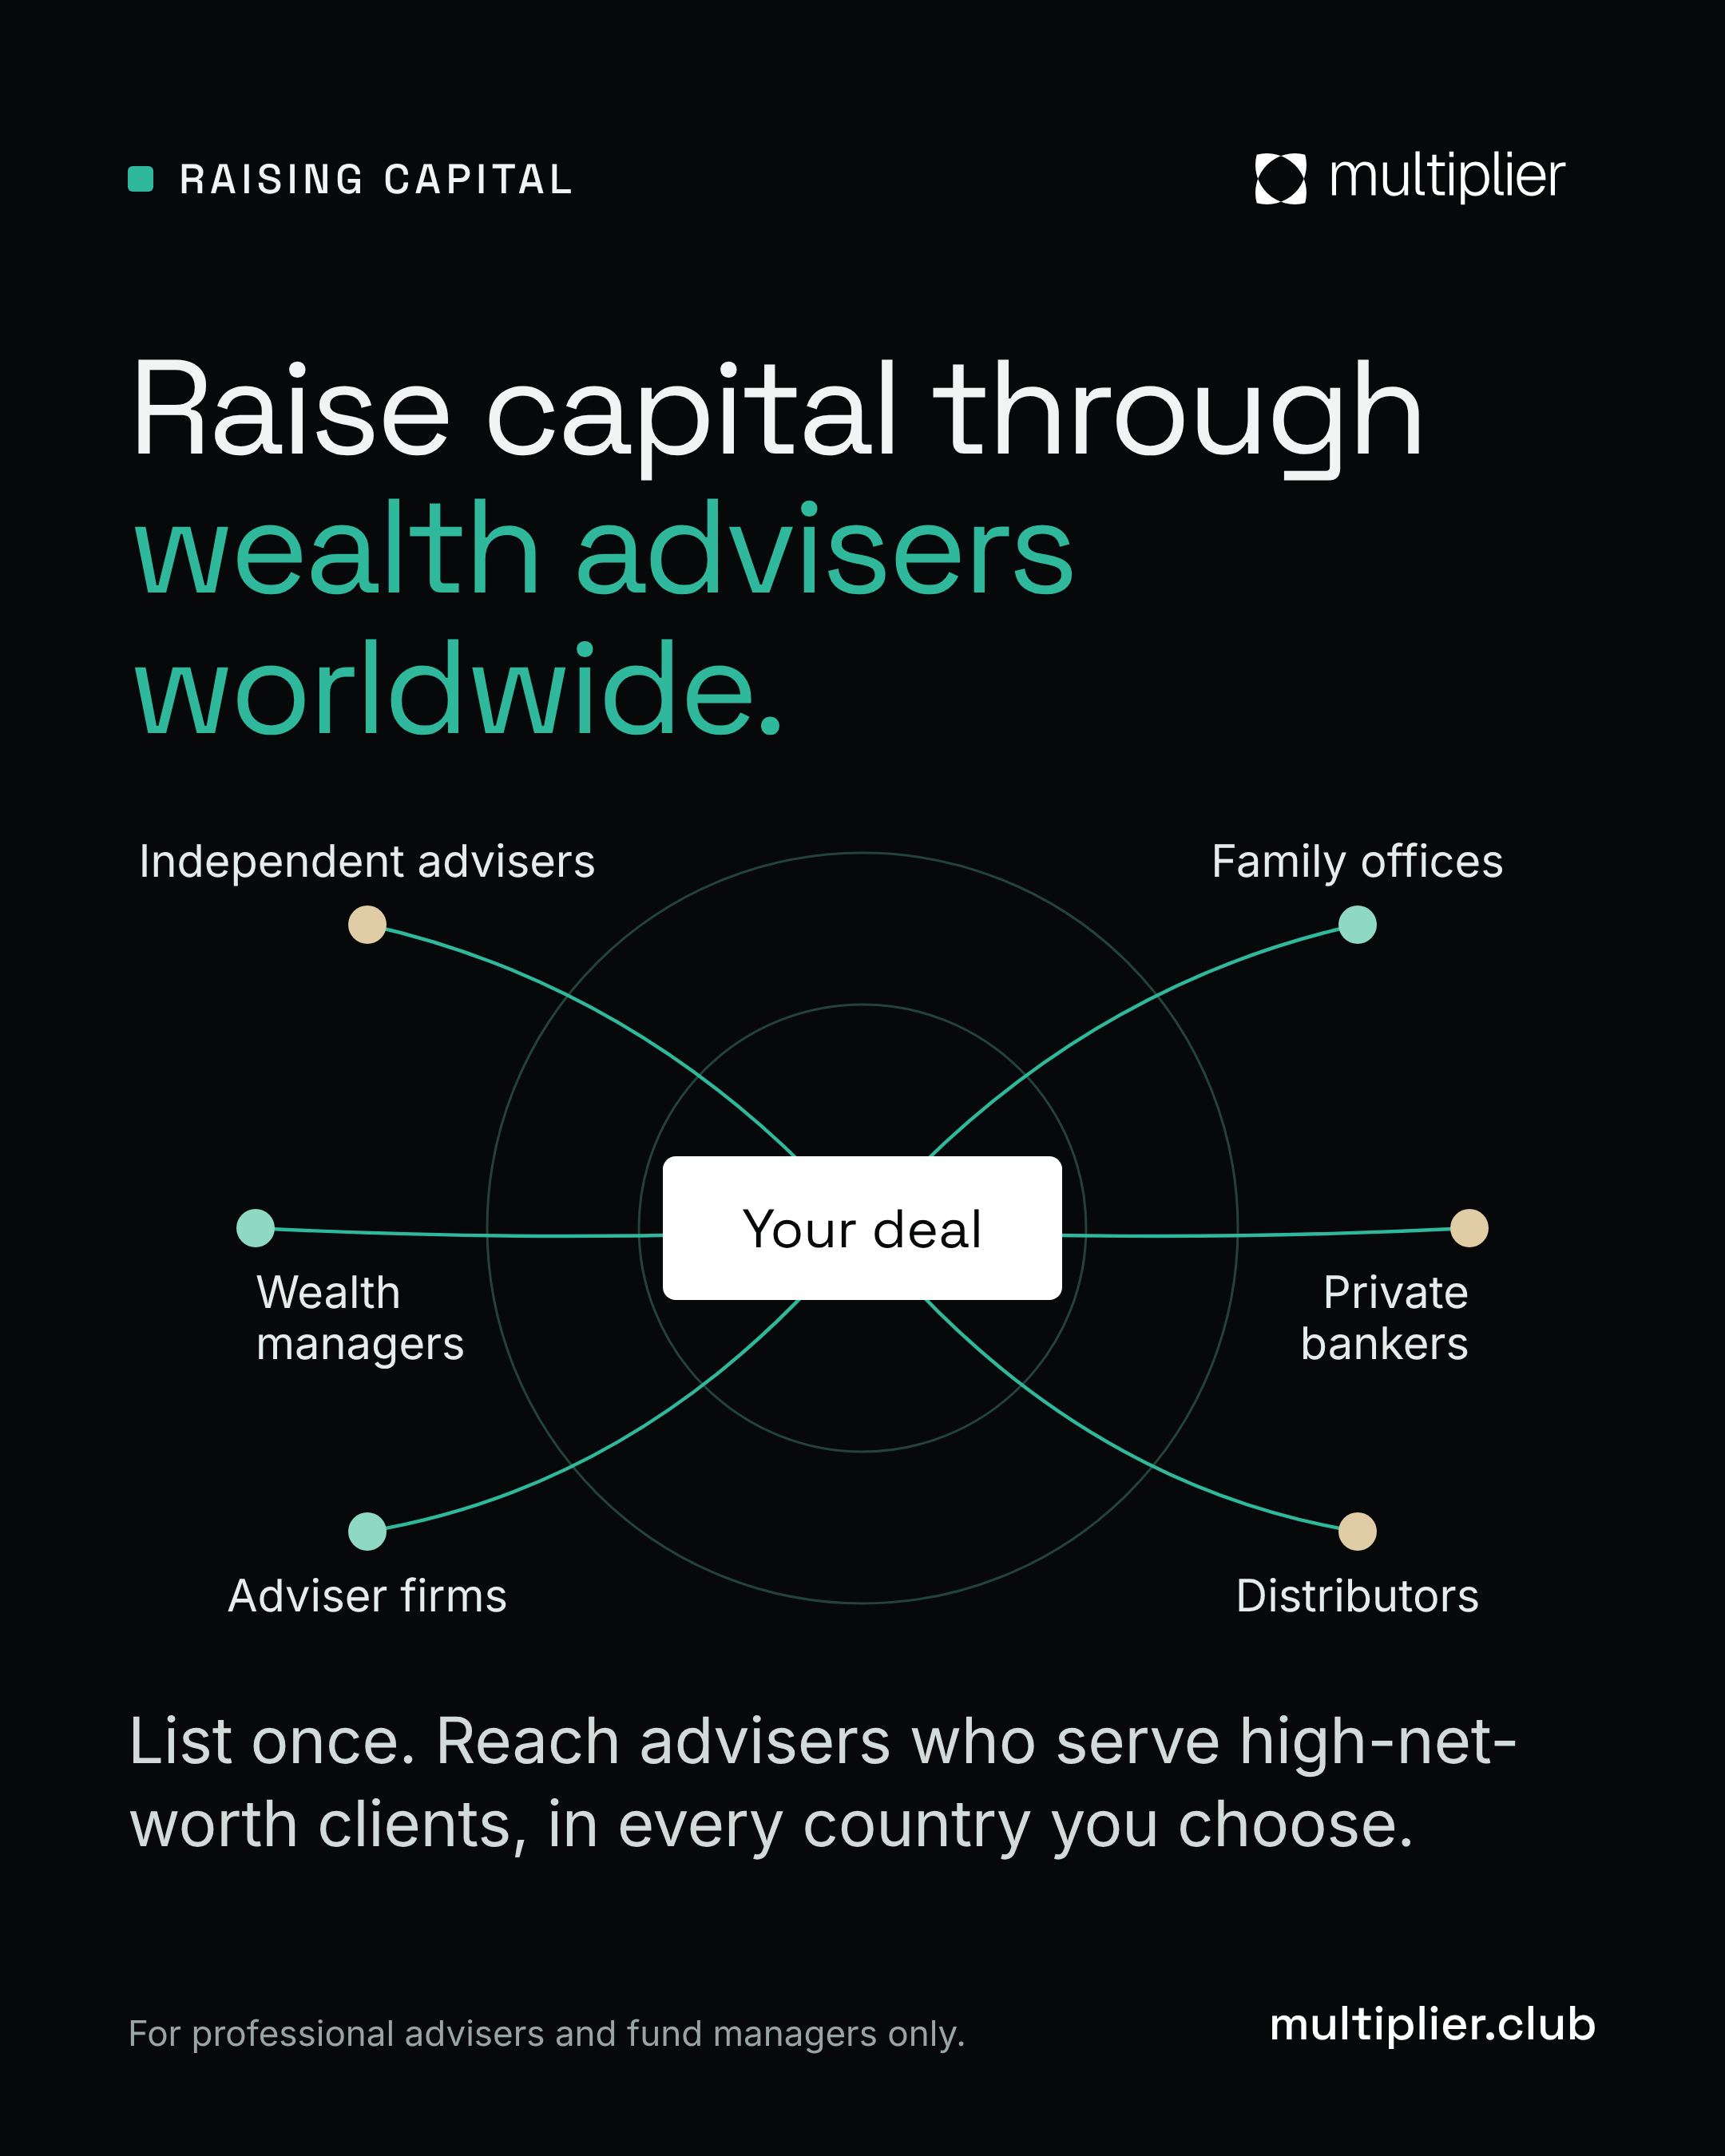 RAISING CAPITAL
multiplier
Raise capital through
wealth advisers
worldwide.
Independent advisers
Family offices
Your deal
Wealth
managers
Private
bankers
Adviser firms
Distributors
List once. Reach advisers who serve high-net-
worth clients, in every country you choose.
For professional advisers and fund managers only.
multiplier.club